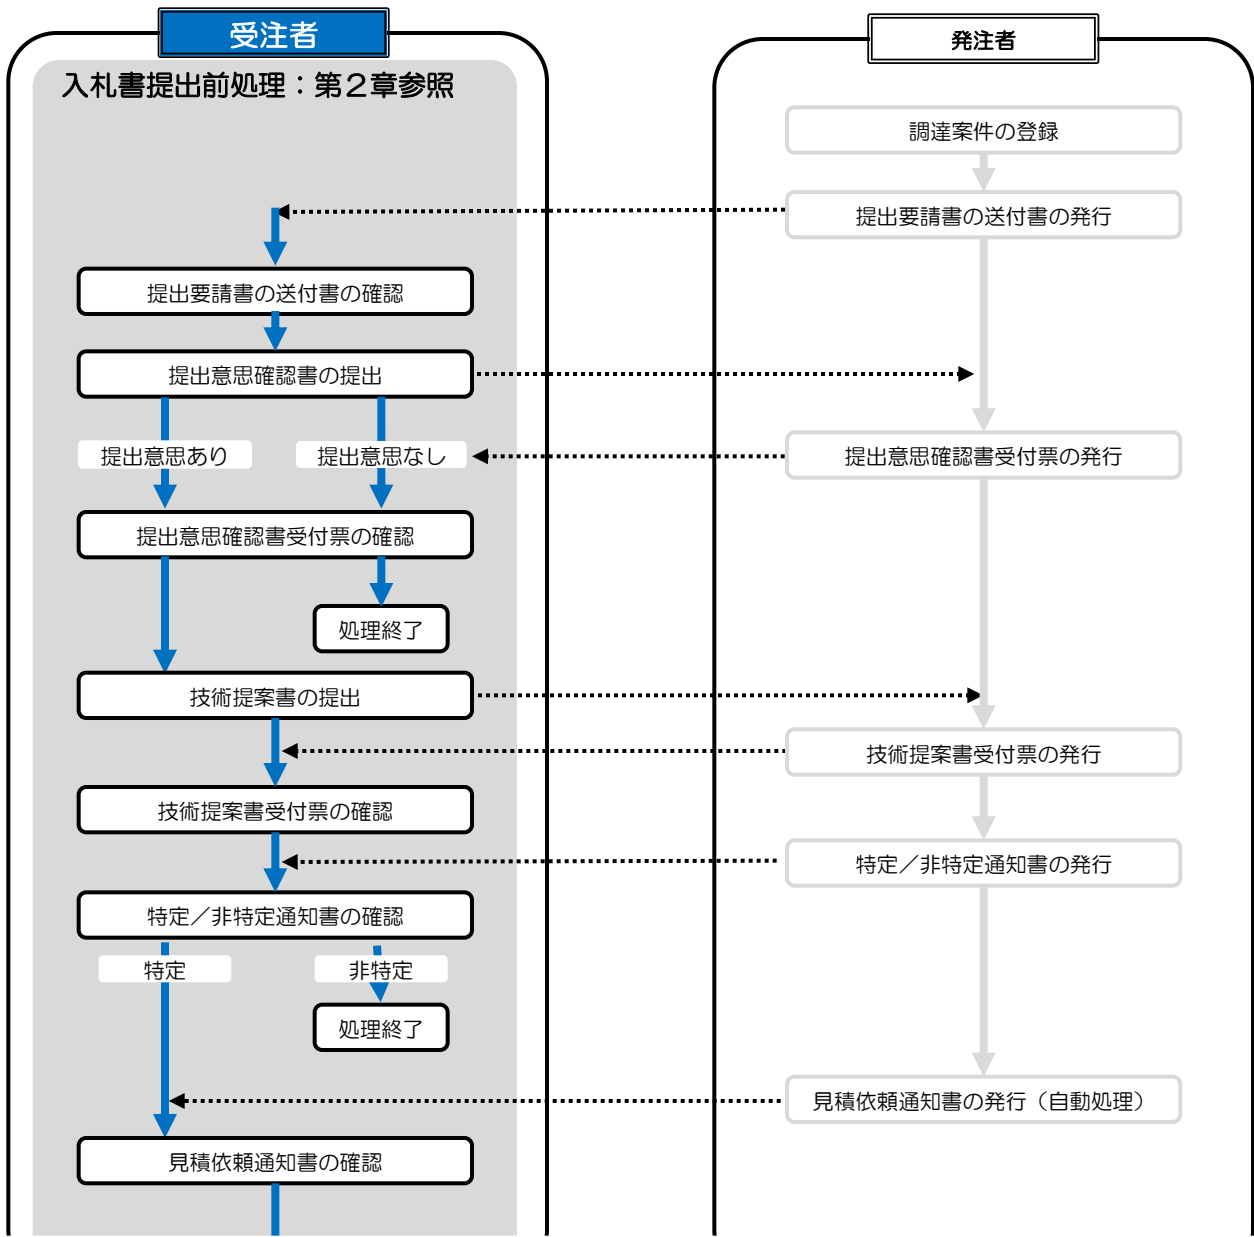 受注者
入札書提出前処理：第２章参照
提出要請書の送付書の確認
提出意思確認書の提出
提出意思あり
提出意思なし
提出意思確認書受付票の確認
処理終了
技術提案書の提出
技術提案書受付票の確認
特定／非特定通知書の確認
特定
非特定
処理終了
見積依頼通知書の確認
発注者
調達案件の登録
提出要請書の送付書の発行
提出意思確認書受付票の発行
技術提案書受付票の発行
特定／非特定通知書の発行
見積依頼通知書の発行（自動処理）